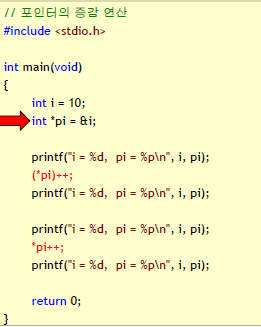 // 포인터의 증감 연산
#include <stdio.h>
int main(void)
{
int i = 10;
int *pi = &i;
printf("i = %d, pi = %p\n", i, pi);
(*pi)++;
printf("i = %d, pi = %p\n", i, pi);
printf("i = %d, pi = %p\n", i, pi);
*pi++;
printf("i = %d, pi = %p\n", i, pi);
return 0;
}